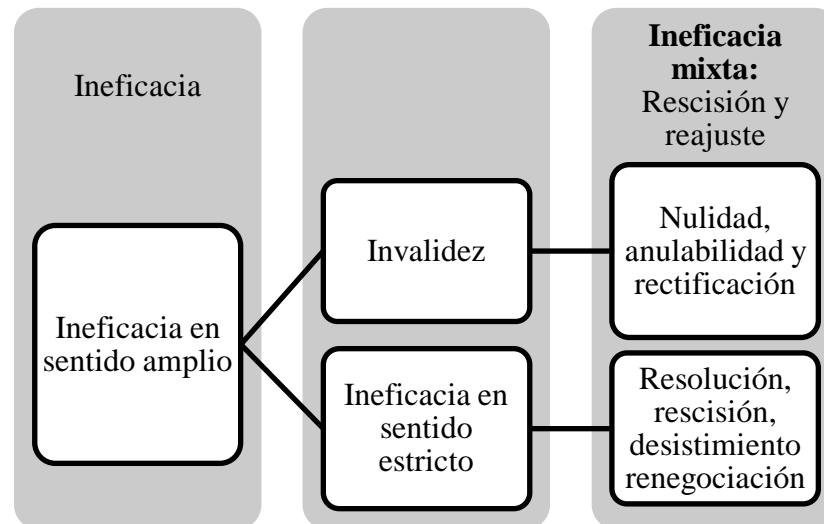 Ineficacia
Ineficacia en
sentido amplio
Invalidez
Ineficacia en
sentido
estricto
Ineficacia
mixta:
Rescisión y
reajuste
Nulidad,
anulabilidad y
rectificación
Resolución,
rescisión,
desistimiento
renegociación